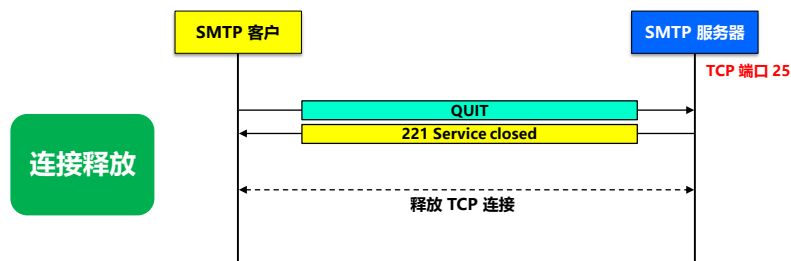 SMTP 客户
SMTP 服务器
TCP 端口 25
QUIT
221 Service closed
连接释放
释放 TCP 连接